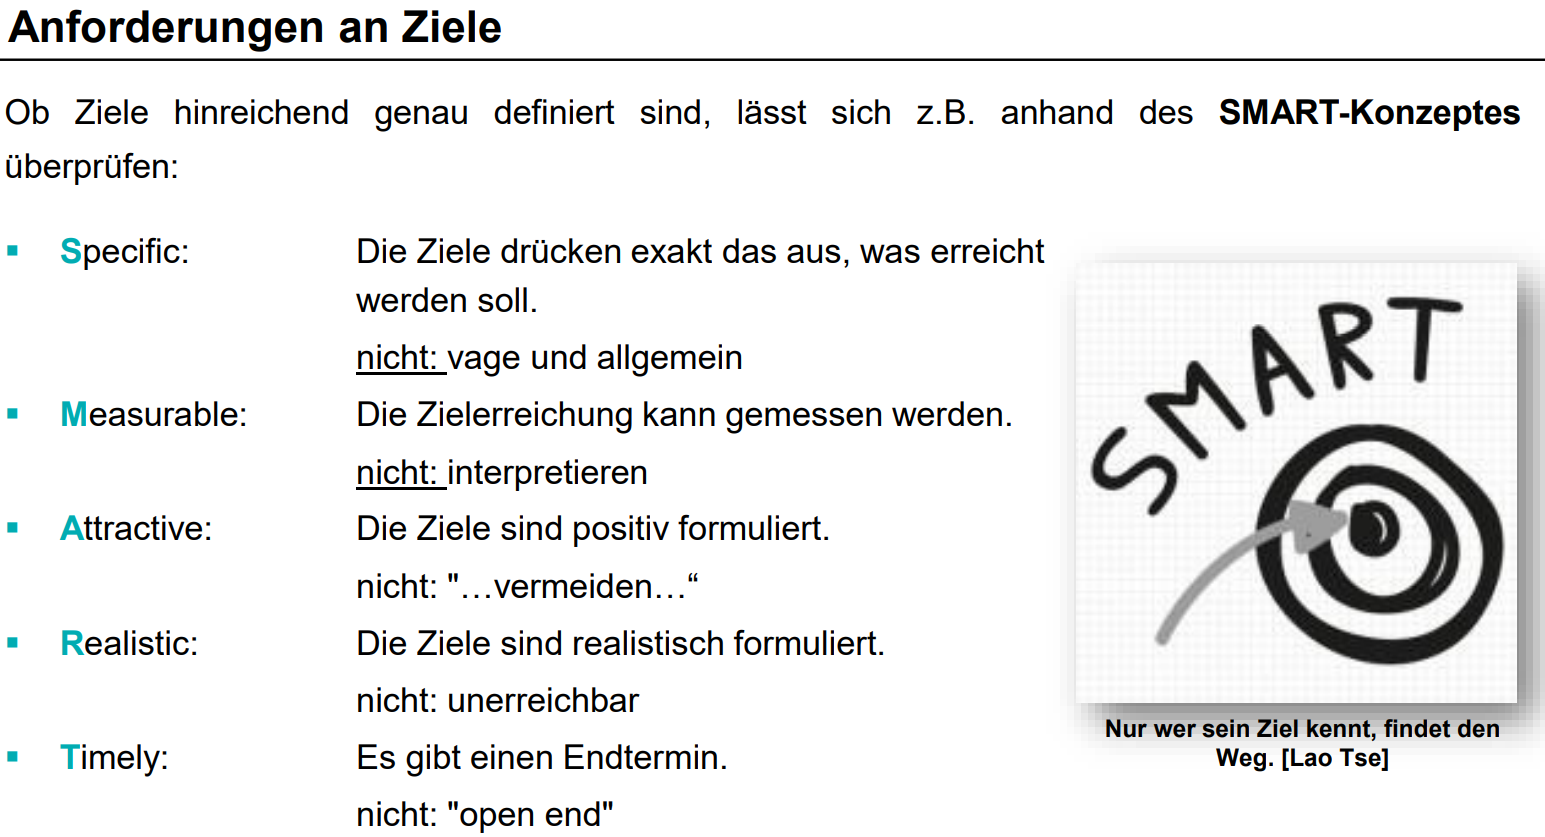 Anforderungen an Ziele
Ob Ziele hinreichend genau definiert sind, lässt sich z.B. anhand des SMART-Konzeptes
überprüfen:
▪ Specific: Die Ziele drücken exakt das aus, was erreicht
werden soll.
nicht: vage und allgemein
▪ Measurable: Die Zielerreichung kann gemessen werden.
nicht: interpretieren
▪ Attractive: Die Ziele sind positiv formuliert.
nicht: "…vermeiden…“
▪ Realistic: Die Ziele sind realistisch formuliert.
nicht: unerreichbar
▪ Timely: Es gibt einen Endtermin.
nicht: "open end"
SMART
Nur wer sein Ziel kennt, findet den
Weg. [Lao Tse]